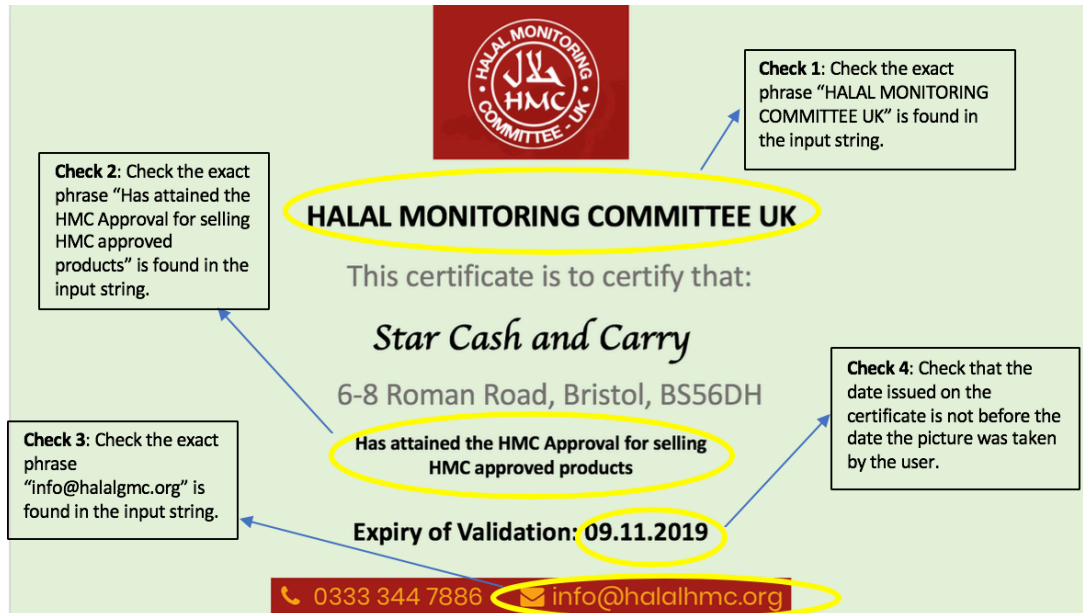 HALAL MONITORING
حلال
HMC
COMMITTEE - UK
Check 1: Check the exact
phrase “HALAL MONITORING
COMMITTEE UK” is found in
the input string.
Check 2: Check the exact
phrase “Has attained the
HMC Approval for selling
HMC approved
products” is found in the
input string.
HALAL MONITORING COMMITTEE UK
This certificate is to certify that:
Star Cash and Carry
6-8 Roman Road, Bristol, BS56DH
Check 4: Check that the
date issued on the
certificate is not before the
date the picture was taken
by the user.
Has attained the HMC Approval for selling
HMC approved products
Check 3: Check the exact
phrase
“info@halalgmc.org” is
found in the input string.
Expiry of Validation: 09.11.2019
0333 344 7886 info@halalhmc.org